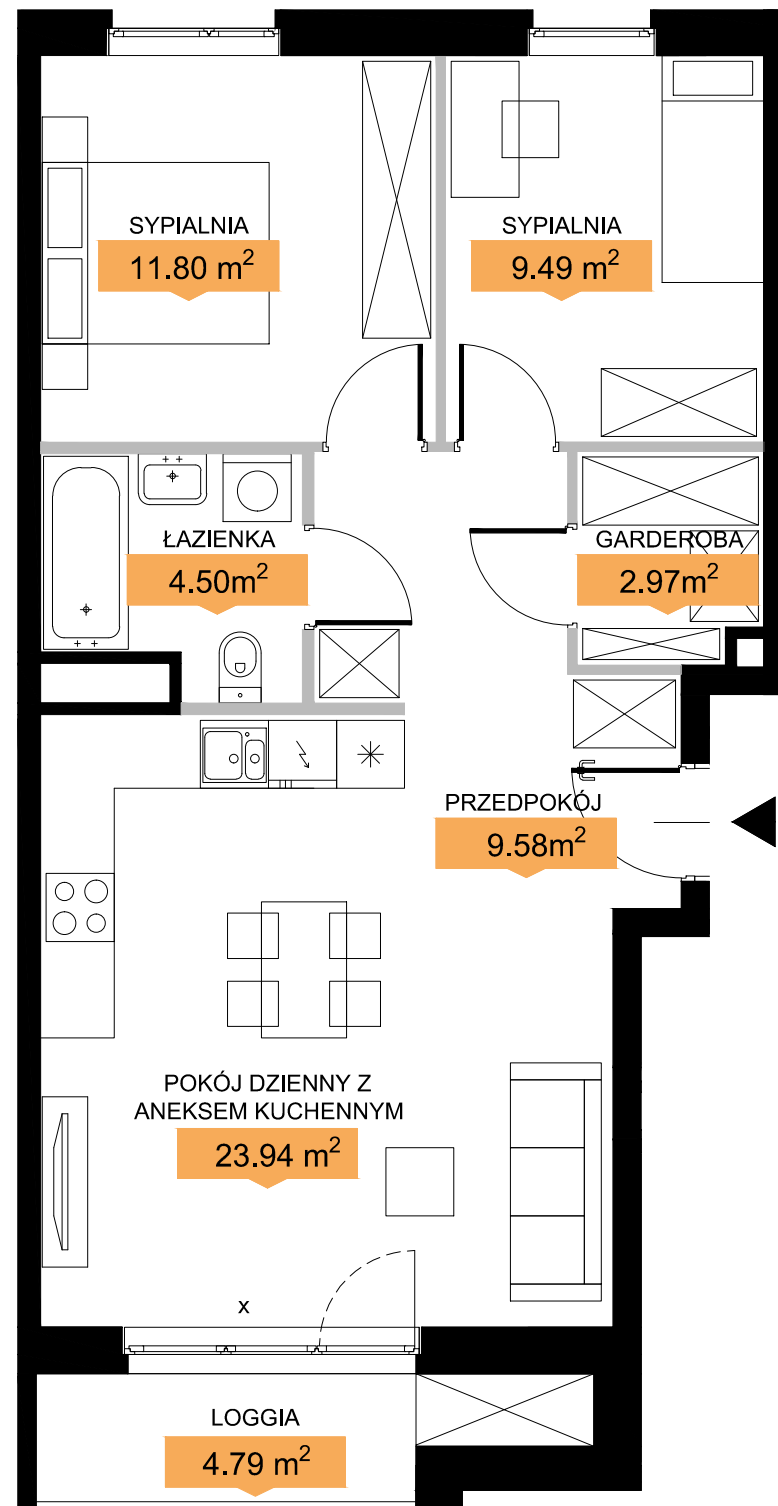 SYPIALNIA
11.80 m²
SYPIALNIA
9.49 m²
ŁAZIENKA
4.50m²
GARDEROBA
2.97m²
PRZEDPOKÓJ
9.58m²
POKÓJ DZIENNY Z
ANEKSEM KUCHENNYM
23.94 m²
x
LOGGIA
4.79 m²